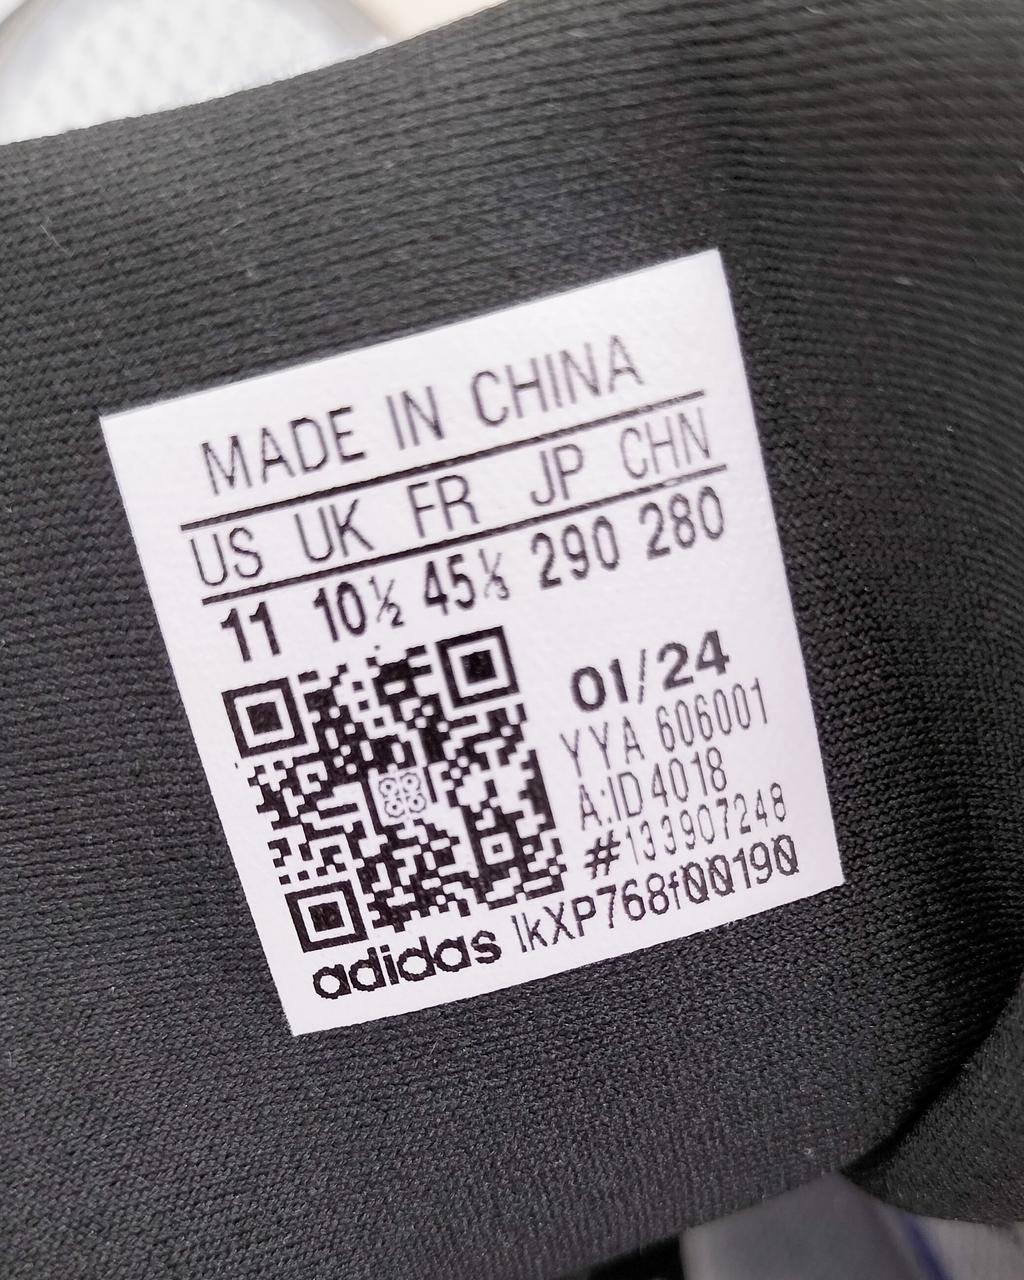 MADE IN CHINA
US UK FR JP CHN
11 10½ 45⅓ 290 280
01/24
YYA 606001
A:ID4018
#133907248
adidas lkXP768f00190